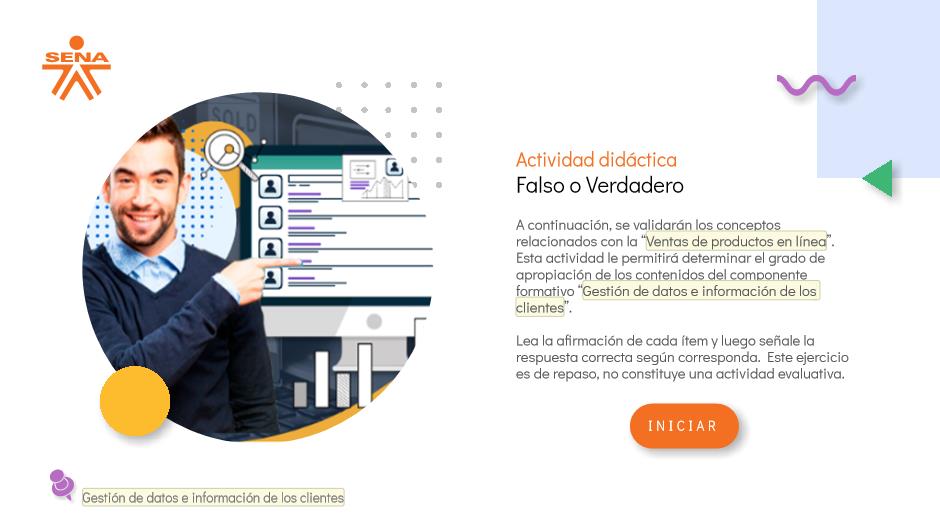 SENA
SOLD
Actividad didáctica
Falso o Verdadero
A continuación, se validarán los conceptos
relacionados con la “Ventas de productos en línea”.
Esta actividad le permitirá determinar el grado de
apropiación de los contenidos del componente
formativo “Gestión de datos e información de los
clientes”.
Lea la afirmación de cada ítem y luego señale la
respuesta correcta según corresponda. Este ejercicio
es de repaso, no constituye una actividad evaluativa.
INICIAR
Gestión de datos e información de los clientes